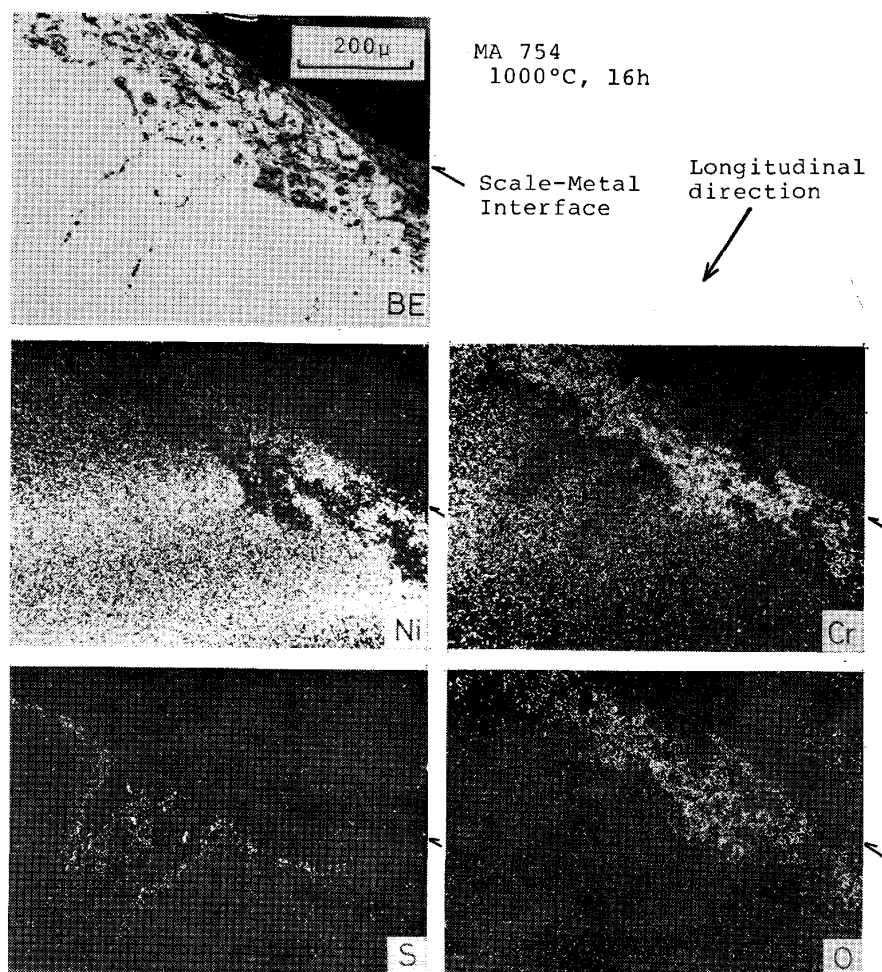 200μ
MA 754
1000°C, 16h
Scale-Metal
Interface
Longitudinal
direction
BE
Ni
Cr
S
O